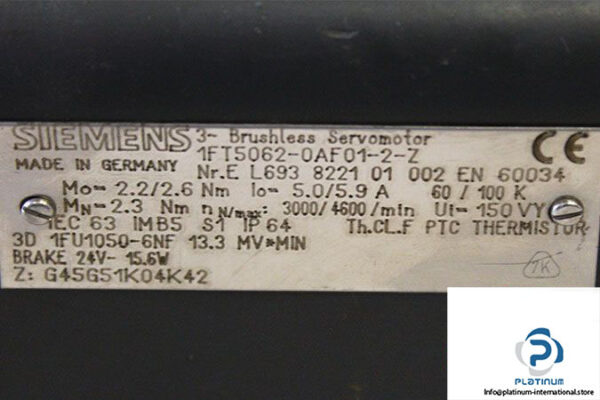 SIEMENS 3~ Brushless Servomotor CE
1FT5062-0AF01-2-Z
MADE IN GERMANY Nr.E L693 8221 01 002 EN 60034
Mo= 2.2/2.6 Nm Io= 5.0/5.9 A 60 / 100 K
MN=2.3 Nm nN/max: 3000/4600/min Ui=150VY
IEC 63 IMB5 S1 IP 64 Th.CL.F PTC THERMISTOR
3D 1FU1050-6NF 13.3 MV*MIN
BRAKE 24V- 15.6W
Z: G45G51K04K42
PLATINUM
Info@platinum-international.store